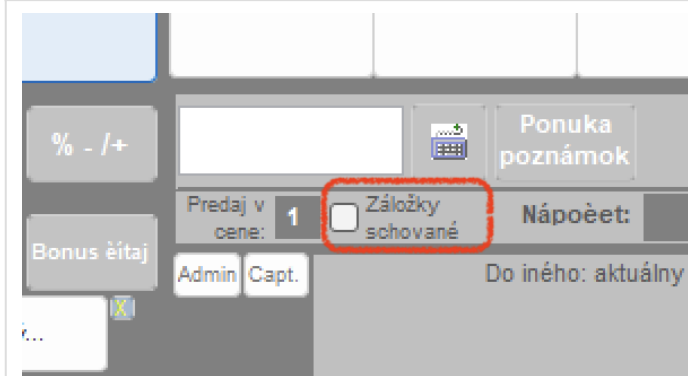 % - /+
Ponuka
poznámok
Predaj v
cene:
1
Záložky
schované
Nápoèet:
Bonus èítaj
Admin
Capt.
Do iného: aktuálny
X
...